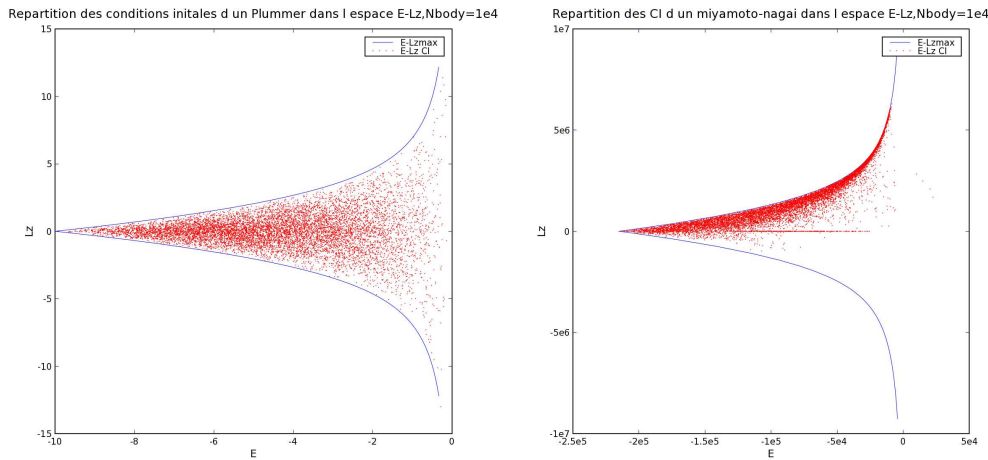 Repartition des conditions initales d un Plummer dans l espace E-Lz,Nbody=1e4
15
10
5
0
-5
-10
-15
Lz
-10
-8
-6
-4
-2
0
E
E-Lzmax
E-Lz CI
Repartition des CI d un miyamoto-nagai dans l espace E-Lz,Nbody=1e4
1e7
5e6
0
-5e6
-1e7
Lz
-2.5e5
-2e5
-1.5e5
-1e5
-5e4
0
5e4
E
E-Lzmax
E-Lz CI